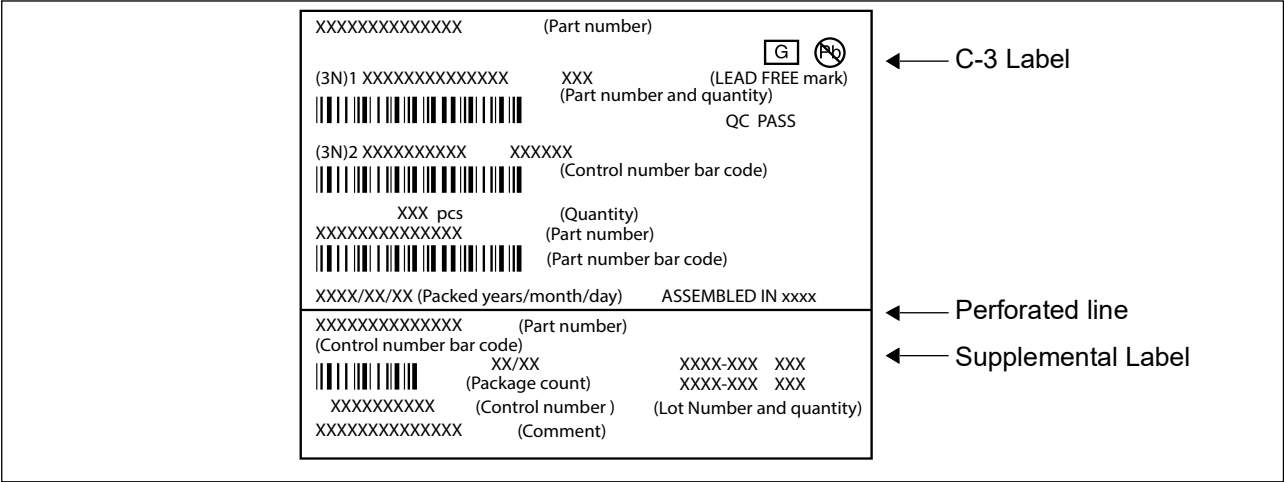 XXXXXXXXXXXXXX (Part number)
G Pb
C-3 Label
(3N)1 XXXXXXXXXXXXXX XXX (LEAD FREE mark)
(Part number and quantity)
QC PASS
(3N)2 XXXXXXXXXX XXXXXX
(Control number bar code)
XXX pcs (Quantity)
XXXXXXXXXXXXXX (Part number)
(Part number bar code)
XXXX/XX/XX (Packed years/month/day) ASSEMBLED IN xxxx
Perforated line
XXXXXXXXXXXXXX (Part number)
(Control number bar code)
Supplemental Label
XX/XX XXXX-XXX XXX
(Package count) XXXX-XXX XXX
XXXXXXXXXX (Control number ) (Lot Number and quantity)
XXXXXXXXXXXXXX (Comment)